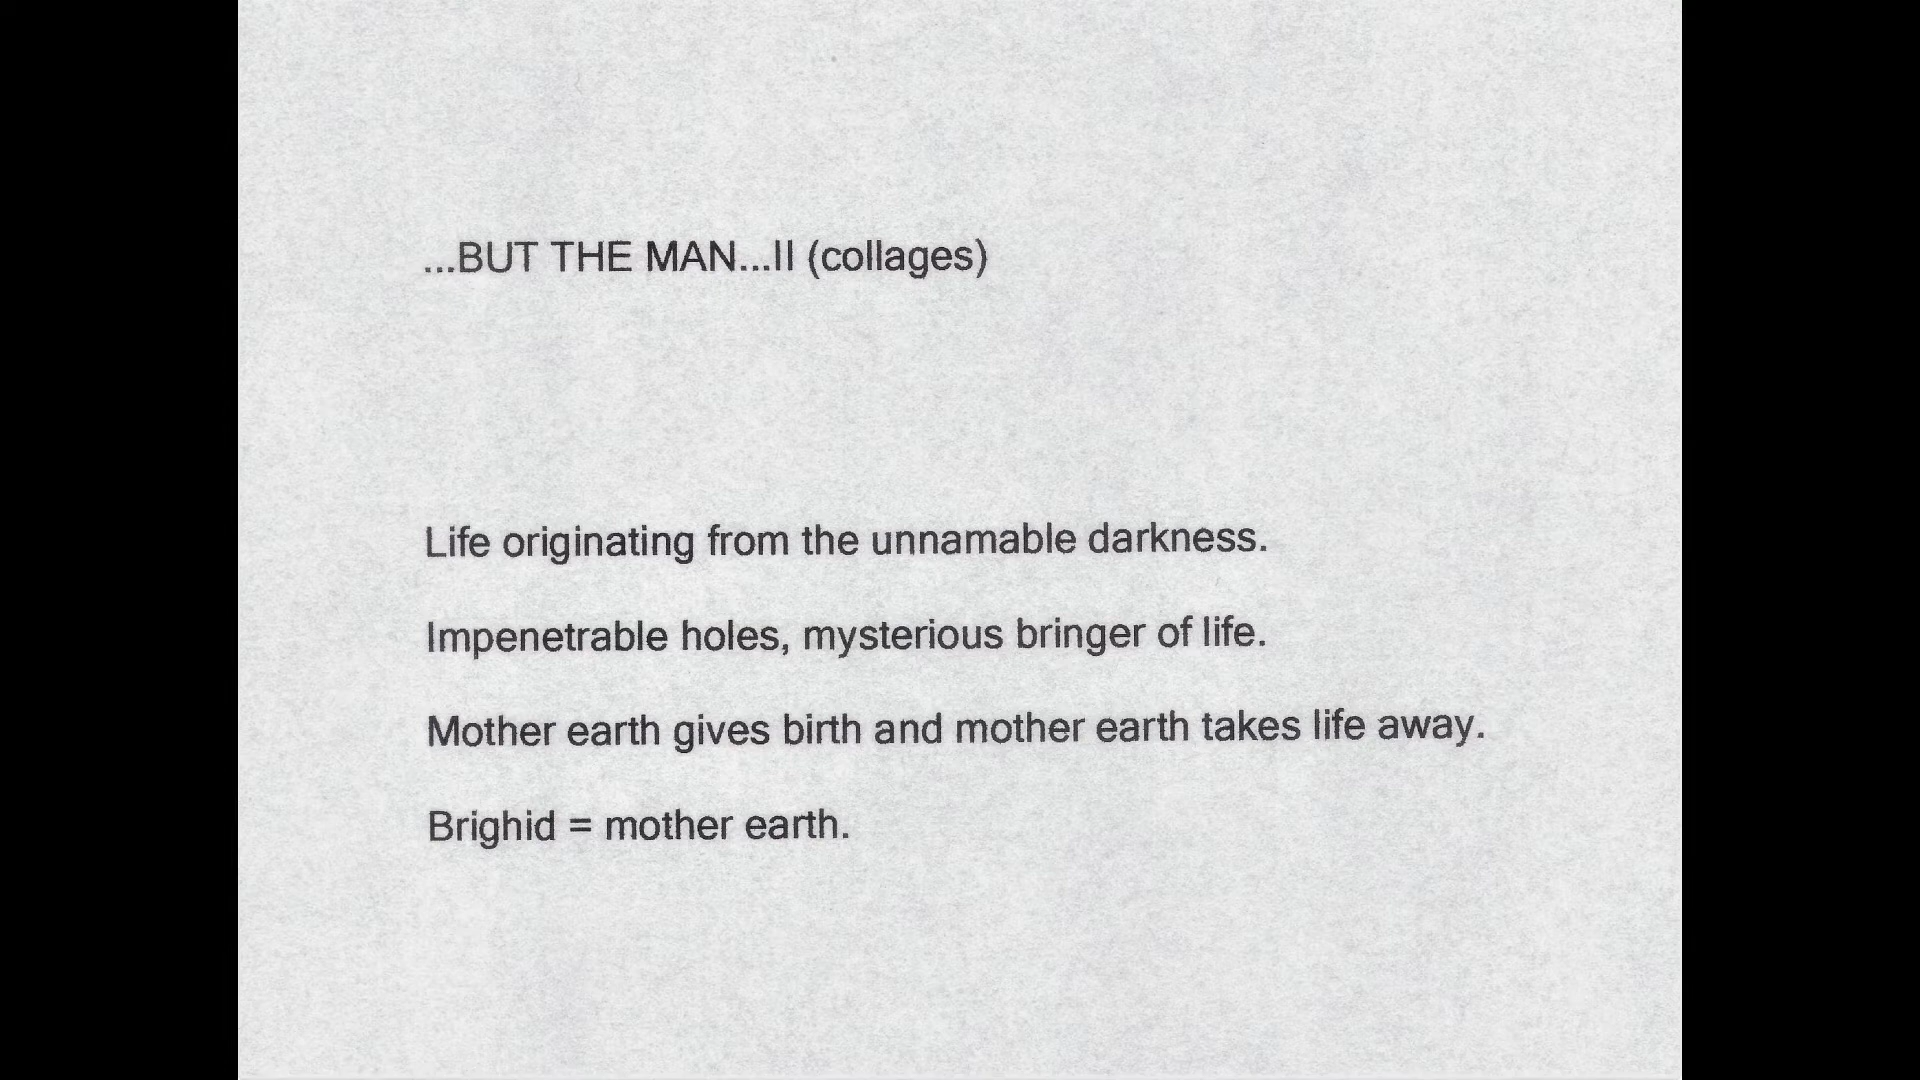 ...BUT THE MAN...II (collages)
Life originating from the unnamable darkness.
Impenetrable holes, mysterious bringer of life.
Mother earth gives birth and mother earth takes life away.
Brighid = mother earth.